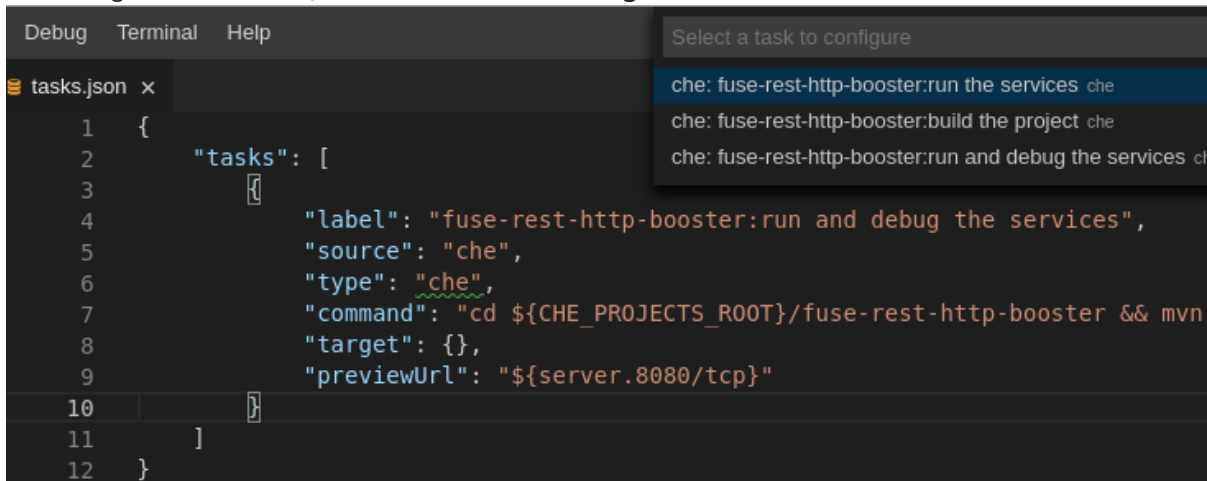 Debug Terminal Help
Select a task to configure
tasks.json ×
che: fuse-rest-http-booster:run the services che
che: fuse-rest-http-booster:build the project che
che: fuse-rest-http-booster:run and debug the services
1 {
2 "tasks": [
3 {
4 "label": "fuse-rest-http-booster:run and debug the services",
5 "source": "che",
6 "type": "che",
7 "command": "cd ${CHE_PROJECTS_ROOT}/fuse-rest-http-booster && mvn
8 "target": {},
9 "previewUrl": "${server.8080/tcp}"
10 }
11 ]
12 }